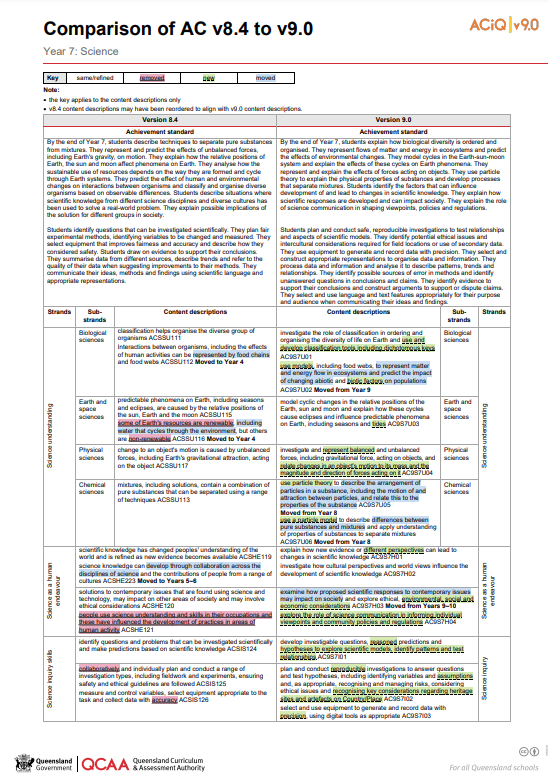 Comparison of AC v8.4 to v9.0
ACiQ v9.0
Year 7: Science
Key same/refined removed new moved
Note:
• the key applies to the content descriptions only
• v8.4 content descriptions may have been reordered to align with v9.0 content descriptions.
Version 8.4
Version 9.0
Achievement standard
Achievement standard
By the end of Year 7, students describe techniques to separate pure substances
from mixtures. They represent and predict the effects of unbalanced forces,
including Earth's gravity, on motion. They explain how the relative positions of
Earth, the sun and moon affect phenomena on Earth. They analyse how the
sustainable use of resources depends on the way they are formed and cycle
through Earth systems. They predict the effect of human and environmental
changes on interactions between organisms and classify and organise diverse
organisms based on observable differences. Students describe situations where
scientific knowledge from different science disciplines and diverse cultures has
been used to solve a real-world problem. They explain possible implications of
the solution for different groups in society.
Students identify questions that can be investigated scientifically. They plan fair
experimental methods, identifying variables to be changed and measured. They
select equipment that improves fairness and accuracy and describe how they
considered safety. Students draw on evidence to support their conclusions.
They summarise data from different sources, describe trends and refer to the
quality of their data when suggesting improvements to their methods. They
communicate their ideas, methods and findings using scientific language and
appropriate representations.
By the end of Year 7, students explain how biological diversity is ordered and
organised. They represent flows of matter and energy in ecosystems and predict
the effects of environmental changes. They model cycles in the Earth-sun-moon
system and explain the effects of these cycles on Earth phenomena. They
represent and explain the effects of forces acting on objects. They use particle
theory to explain the physical properties of substances and develop processes
that separate mixtures. Students identify the factors that can influence
development of and lead to changes in scientific knowledge. They explain how
scientific responses are developed and can impact society. They explain the role
of science communication in shaping viewpoints, policies and regulations.
Students plan and conduct safe, reproducible investigations to test relationships
and aspects of scientific models. They identify potential ethical issues and
intercultural considerations required for field locations or use of secondary data.
They use equipment to generate and record data with precision. They select and
construct appropriate representations to organise data and information. They
process data and information and analyse it to describe patterns, trends and
relationships. They identify possible sources of error in methods and identify
unanswered questions in conclusions and claims. They identify evidence to
support their conclusions and construct arguments to support or dispute claims.
They select and use language and text features appropriately for their purpose
and audience when communicating their ideas and findings.
Strands
Sub-strands
Content descriptions
Content descriptions
Sub-strands
Strands
Science understanding
Biological sciences
classification helps organise the diverse group of
organisms ACSSU111
Interactions between organisms, including the effects
of human activities can be represented by food chains
and food webs ACSSU112 Moved to Year 4
investigate the role of classification in ordering and
organising the diversity of life on Earth and use and
develop classification tools including dichotomous keys
AC9S7U01
use models, including food webs, to represent matter
and energy flow in ecosystems and predict the impact
of changing abiotic and biotic factors on populations
AC9S7U02 Moved from Year 9
Biological sciences
Science understanding
Earth and space sciences
predictable phenomena on Earth, including seasons
and eclipses, are caused by the relative positions of
the sun, Earth and the moon ACSSU115
some of Earth's resources are renewable, including
water that cycles through the environment, but others
are non-renewable ACSSU116 Moved to Year 4
model cyclic changes in the relative positions of the
Earth, sun and moon and explain how these cycles
cause eclipses and influence predictable phenomena
on Earth, including seasons and tides AC9S7U03
Earth and space sciences
Physical sciences
change to an object's motion is caused by unbalanced
forces, including Earth's gravitational attraction, acting
on the object ACSSU117
investigate and represent balanced and unbalanced
forces, including gravitational force, acting on objects, and
relate changes in an object's motion to its mass and the
magnitude and direction of forces acting on it AC9S7U04
Physical sciences
Chemical sciences
mixtures, including solutions, contain a combination of
pure substances that can be separated using a range
of techniques ACSSU113
use particle theory to describe the arrangement of
particles in a substance, including the motion of and
attraction between particles, and relate this to the
properties of the substance AC9S7U05
Moved from Year 8
use a particle model to describe differences between
pure substances and mixtures and apply understanding
of properties of substances to separate mixtures
AC9S7U06 Moved from Year 8
Chemical sciences
Science as a human endeavour
scientific knowledge has changed peoples' understanding of the
world and is refined as new evidence becomes available ACSHE119
science knowledge can develop through collaboration across the
disciplines of science and the contributions of people from a range of
cultures ACSHE223 Moved to Years 5–6
explain how new evidence or different perspectives can lead to
changes in scientific knowledge AC9S7H01
investigate how cultural perspectives and world views influence the
development of scientific knowledge AC9S7H02
Science as a human endeavour
solutions to contemporary issues that are found using science and
technology, may impact on other areas of society and may involve
ethical considerations ACSHE120
people use science understanding and skills in their occupations and
these have influenced the development of practices in areas of
human activity ACSHE121
examine how proposed scientific responses to contemporary issues
may impact on society and explore ethical, environmental, social and
economic considerations AC9S7H03 Moved from Years 9–10
explore the role of science communication in informing individual
viewpoints and community policies and regulations AC9S7H04
Science inquiry skills
identify questions and problems that can be investigated scientifically
and make predictions based on scientific knowledge ACSIS124
develop investigable questions, reasoned predictions and
hypotheses to explore scientific models, identify patterns and test
relationships AC9S7I01
Science inquiry
collaboratively and individually plan and conduct a range of
investigation types, including fieldwork and experiments, ensuring
safety and ethical guidelines are followed ACSIS125
measure and control variables, select equipment appropriate to the
task and collect data with accuracy ACSIS126
plan and conduct reproducible investigations to answer questions
and test hypotheses, including identifying variables and assumptions
and, as appropriate, recognising and managing risks, considering
ethical issues and recognising key considerations regarding heritage
sites and artefacts on Country/Place AC9S7I02
select and use equipment to generate and record data with
precision, using digital tools as appropriate AC9S7I03
Queensland Government
QCAA
Queensland Curriculum
& Assessment Authority
For all Queensland schools